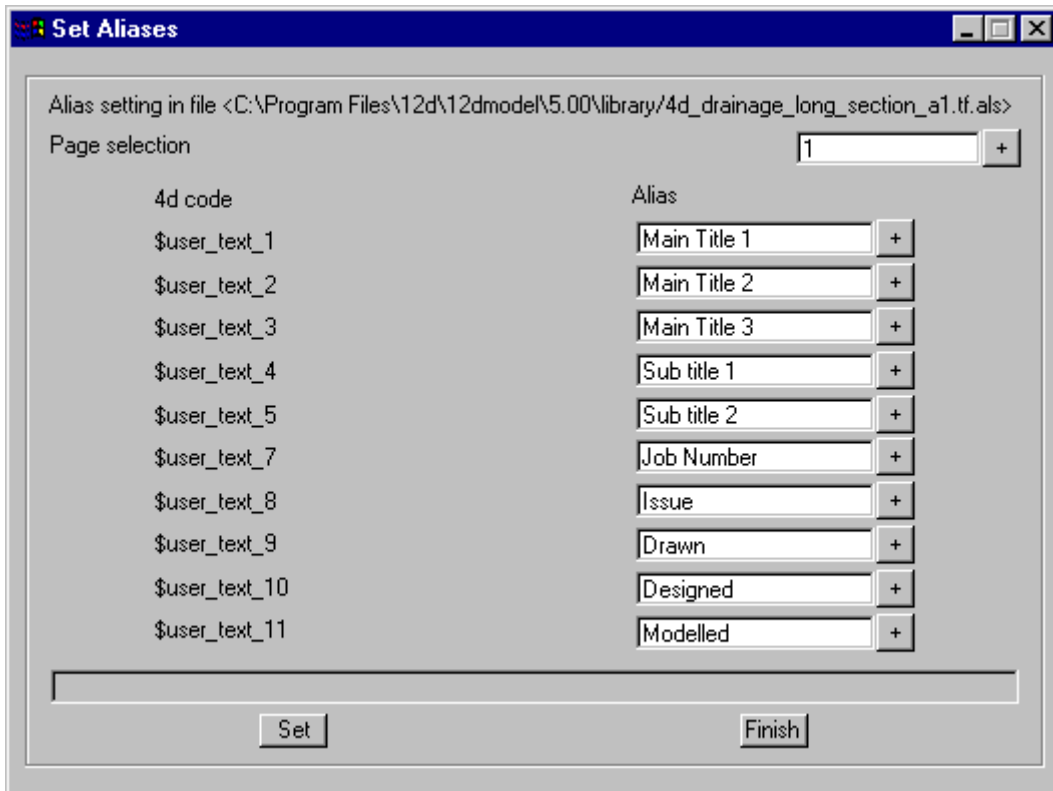 Set Aliases
Alias setting in file <C:\Program Files\12d\12dmodel\5.00\library/4d_drainage_long_section_a1.tf.als>
Page selection 1 +
4d code Alias
$user_text_1 Main Title 1 +
$user_text_2 Main Title 2 +
$user_text_3 Main Title 3 +
$user_text_4 Sub title 1 +
$user_text_5 Sub title 2 +
$user_text_7 Job Number +
$user_text_8 Issue +
$user_text_9 Drawn +
$user_text_10 Designed +
$user_text_11 Modelled +
Set Finish